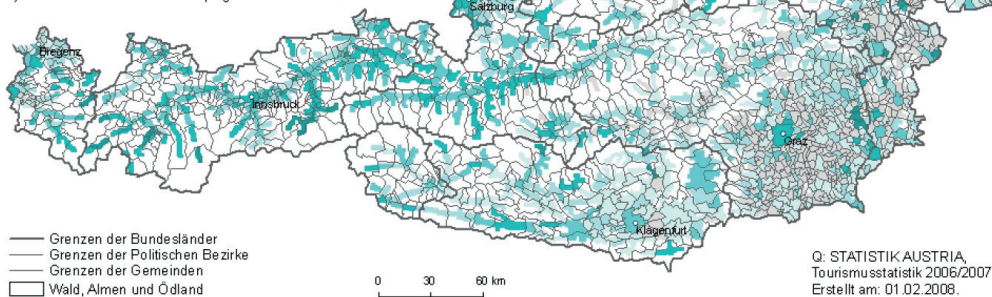 Salzburg
Bregenz
Innsbruck
Graz
Klagenfurt
Grenzen der Bundesländer
Grenzen der Politischen Bezirke
Grenzen der Gemeinden
Wald, Almen und Ödland
0 30 60 km
Q: STATISTIK AUSTRIA,
Tourismusstatistik 2006/2007
Erstellt am: 01.02.2008.